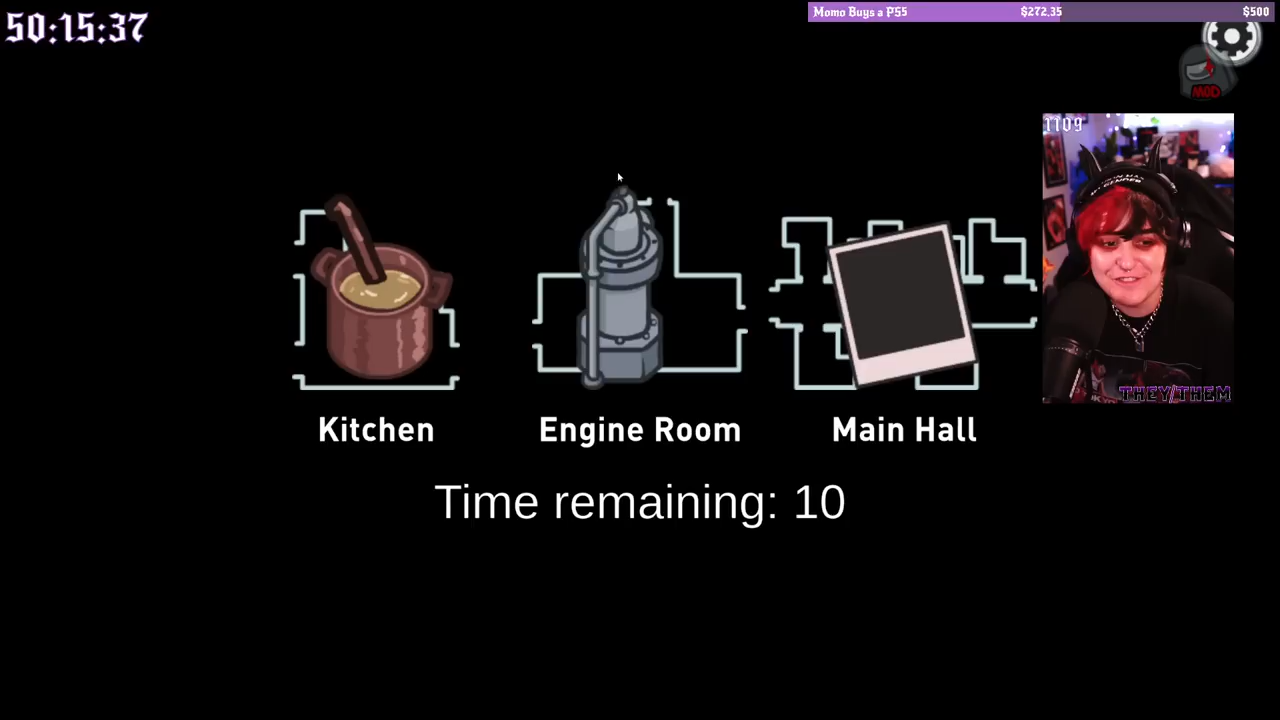 50:15:37
Momo Buys a PS5 $272.35 $500
MOD
1109
THEY/THEM
Kitchen
Engine Room
Main Hall
Time remaining: 10